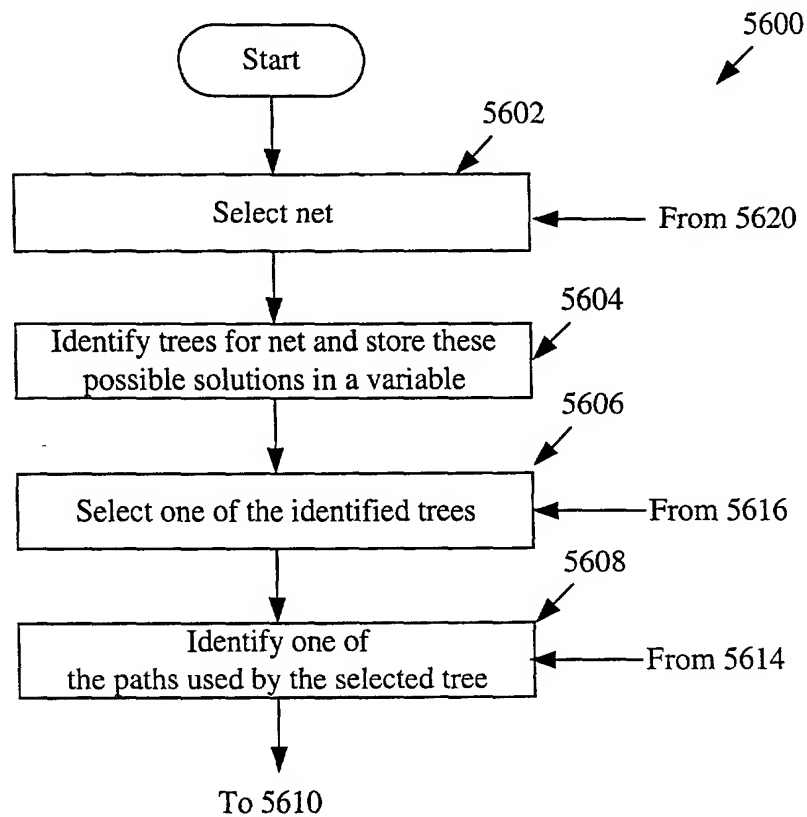 5600
Start
5602
Select net
From 5620
5604
Identify trees for net and store these
possible solutions in a variable
5606
Select one of the identified trees
From 5616
5608
Identify one of
the paths used by the selected tree
From 5614
To 5610